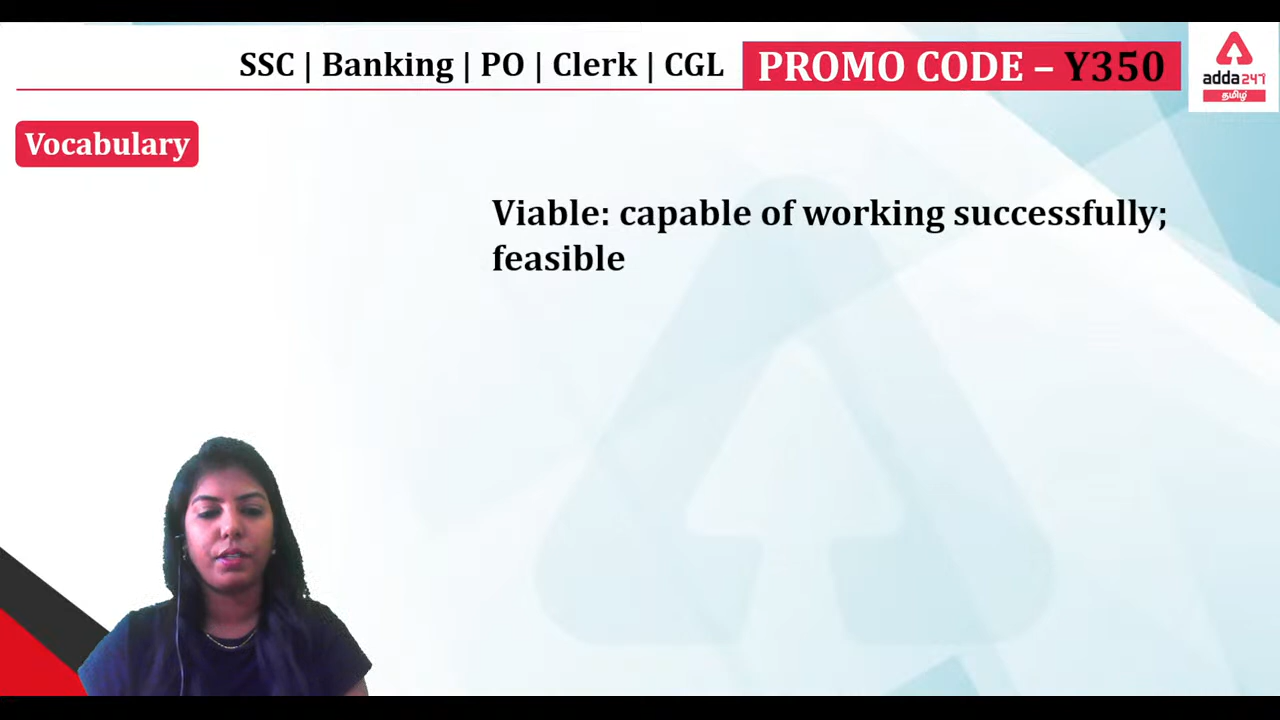 SSC | Banking | PO | Clerk | CGL
PROMO CODE – Y350
adda247
தமிழ்
Vocabulary
Viable: capable of working successfully;
feasible